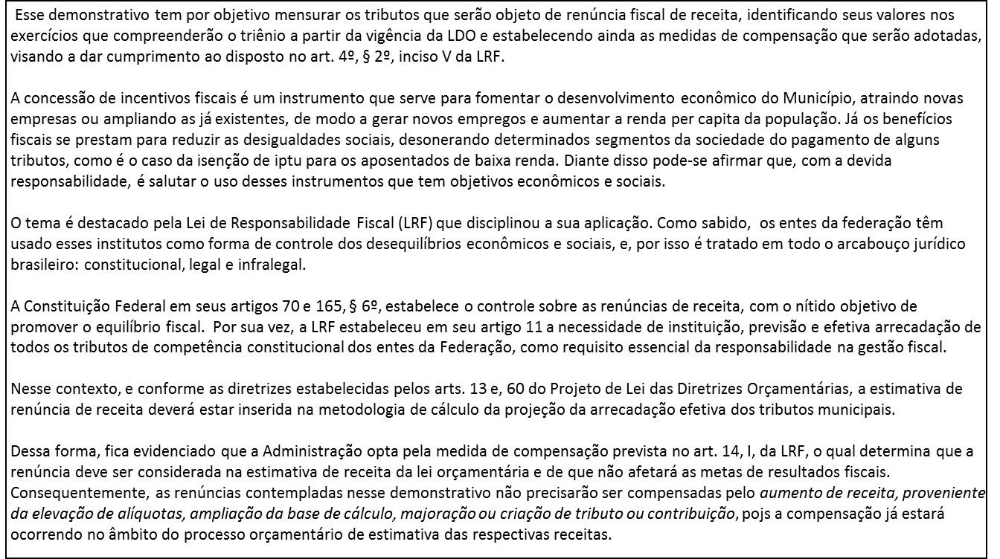 Esse demonstrativo tem por objetivo mensurar os tributos que serão objeto de renúncia fiscal de receita, identificando seus valores nos
exercícios que compreenderão o triênio a partir da vigência da LDO e estabelecendo ainda as medidas de compensação que serão adotadas,
visando a dar cumprimento ao disposto no art. 4º, § 2º, inciso V da LRF.
A concessão de incentivos fiscais é um instrumento que serve para fomentar o desenvolvimento econômico do Município, atraindo novas
empresas ou ampliando as já existentes, de modo a gerar novos empregos e aumentar a renda per capita da população. Já os benefícios
fiscais se prestam para reduzir as desigualdades sociais, desonerando determinados segmentos da sociedade do pagamento de alguns
tributos, como é o caso da isenção de iptu para os aposentados de baixa renda. Diante disso pode-se afirmar que, com a devida
responsabilidade, é salutar o uso desses instrumentos que tem objetivos econômicos e sociais.
O tema é destacado pela Lei de Responsabilidade Fiscal (LRF) que disciplinou a sua aplicação. Como sabido, os entes da federação têm
usado esses institutos como forma de controle dos desequilíbrios econômicos e sociais, e, por isso é tratado em todo o arcabouço jurídico
brasileiro: constitucional, legal e infralegal.
A Constituição Federal em seus artigos 70 e 165, § 6º, estabelece o controle sobre as renúncias de receita, com o nítido objetivo de
promover o equilíbrio fiscal. Por sua vez, a LRF estabeleceu em seu artigo 11 a necessidade de instituição, previsão e efetiva arrecadação de
todos os tributos de competência constitucional dos entes da Federação, como requisito essencial da responsabilidade na gestão fiscal.
Nesse contexto, e conforme as diretrizes estabelecidas pelos arts. 13 e, 60 do Projeto de Lei das Diretrizes Orçamentárias, a estimativa de
renúncia de receita deverá estar inserida na metodologia de cálculo da projeção da arrecadação efetiva dos tributos municipais.
Dessa forma, fica evidenciado que a Administração opta pela medida de compensação prevista no art. 14, I, da LRF, o qual determina que a
renúncia deve ser considerada na estimativa de receita da lei orçamentária e de que não afetará as metas de resultados fiscais.
Consequentemente, as renúncias contempladas nesse demonstrativo não precisarão ser compensadas pelo aumento de receita, proveniente
da elevação de alíquotas, ampliação da base de cálculo, majoração ou criação de tributo ou contribuição, pojs a compensação já estará
ocorrendo no âmbito do processo orçamentário de estimativa das respectivas receitas.